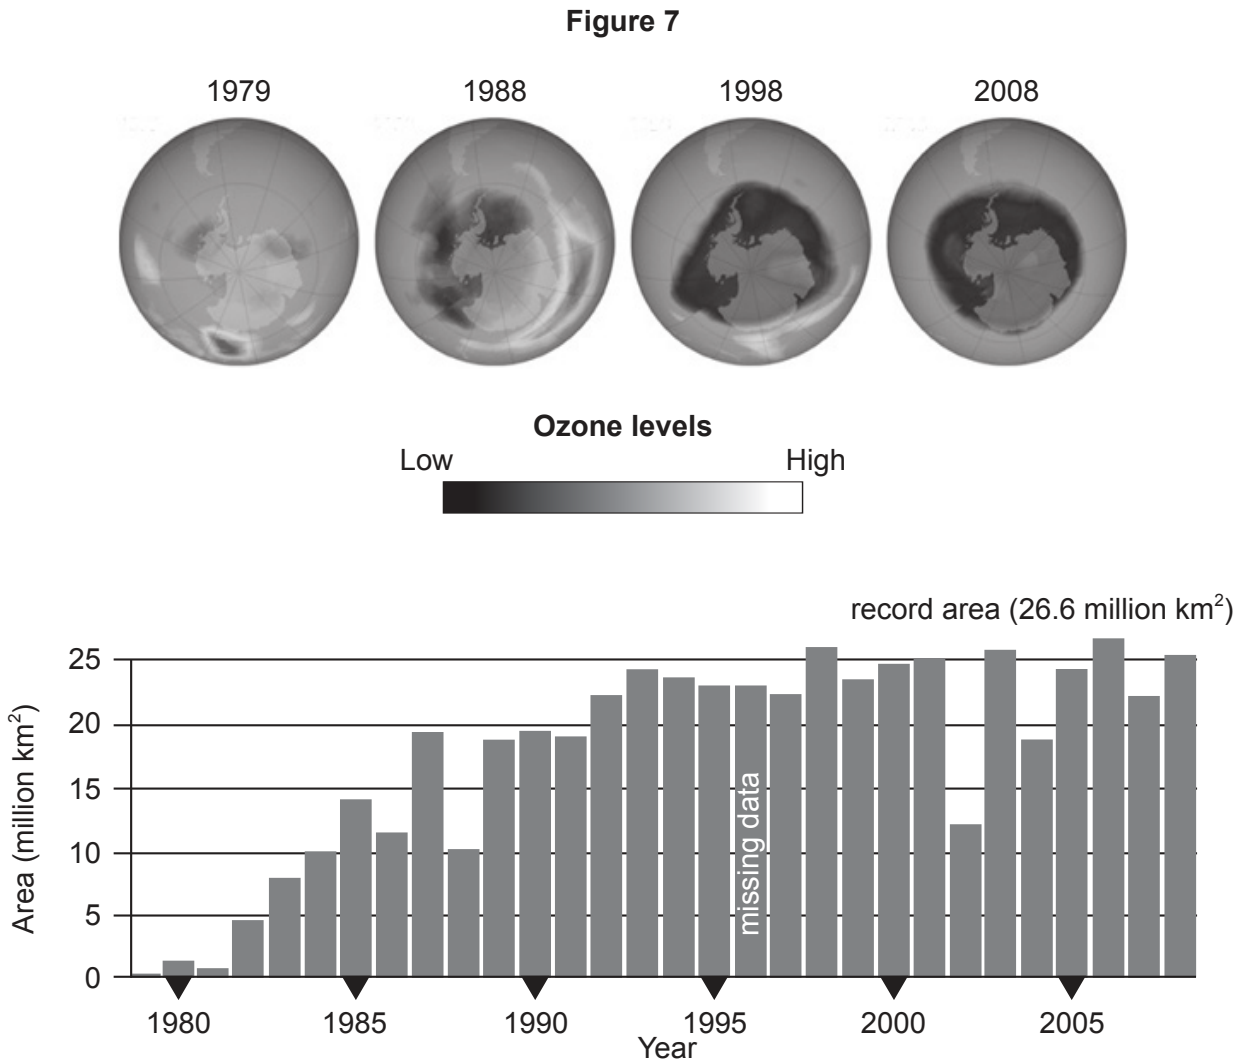 Figure 7
1979 1988 1998 2008
Ozone levels
Low High
record area (26.6 million km²)
Area (million km²)
25
20
15
10
5
0
missing data
1980 1985 1990 1995 2000 2005
Year